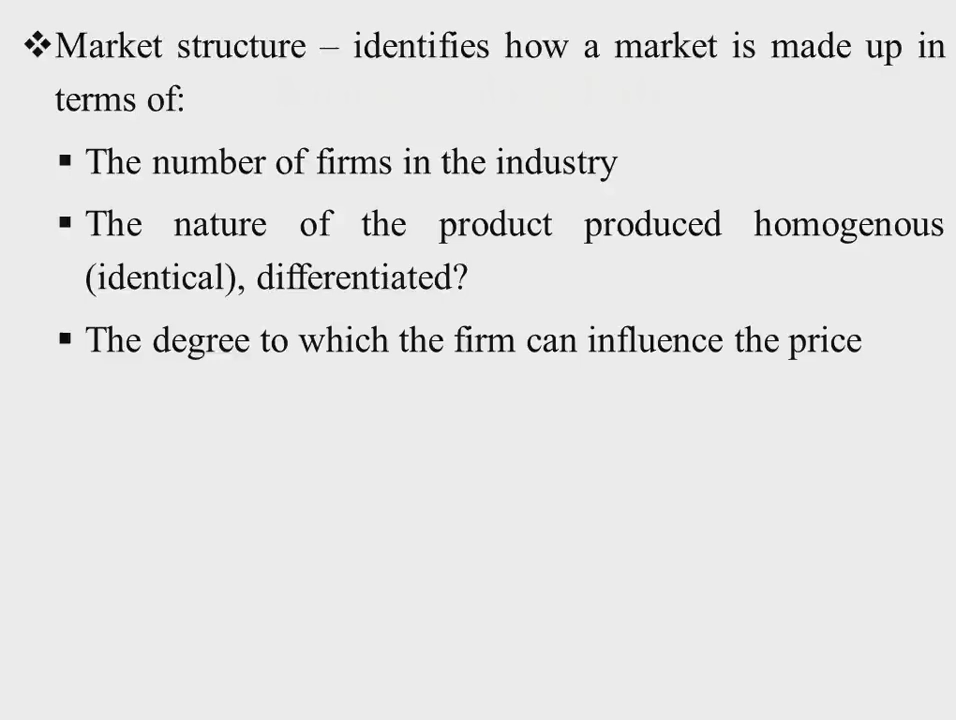 ❖Market structure – identifies how a market is made up in
terms of:
▪ The number of firms in the industry
▪ The nature of the product produced homogenous
(identical), differentiated?
▪ The degree to which the firm can influence the price